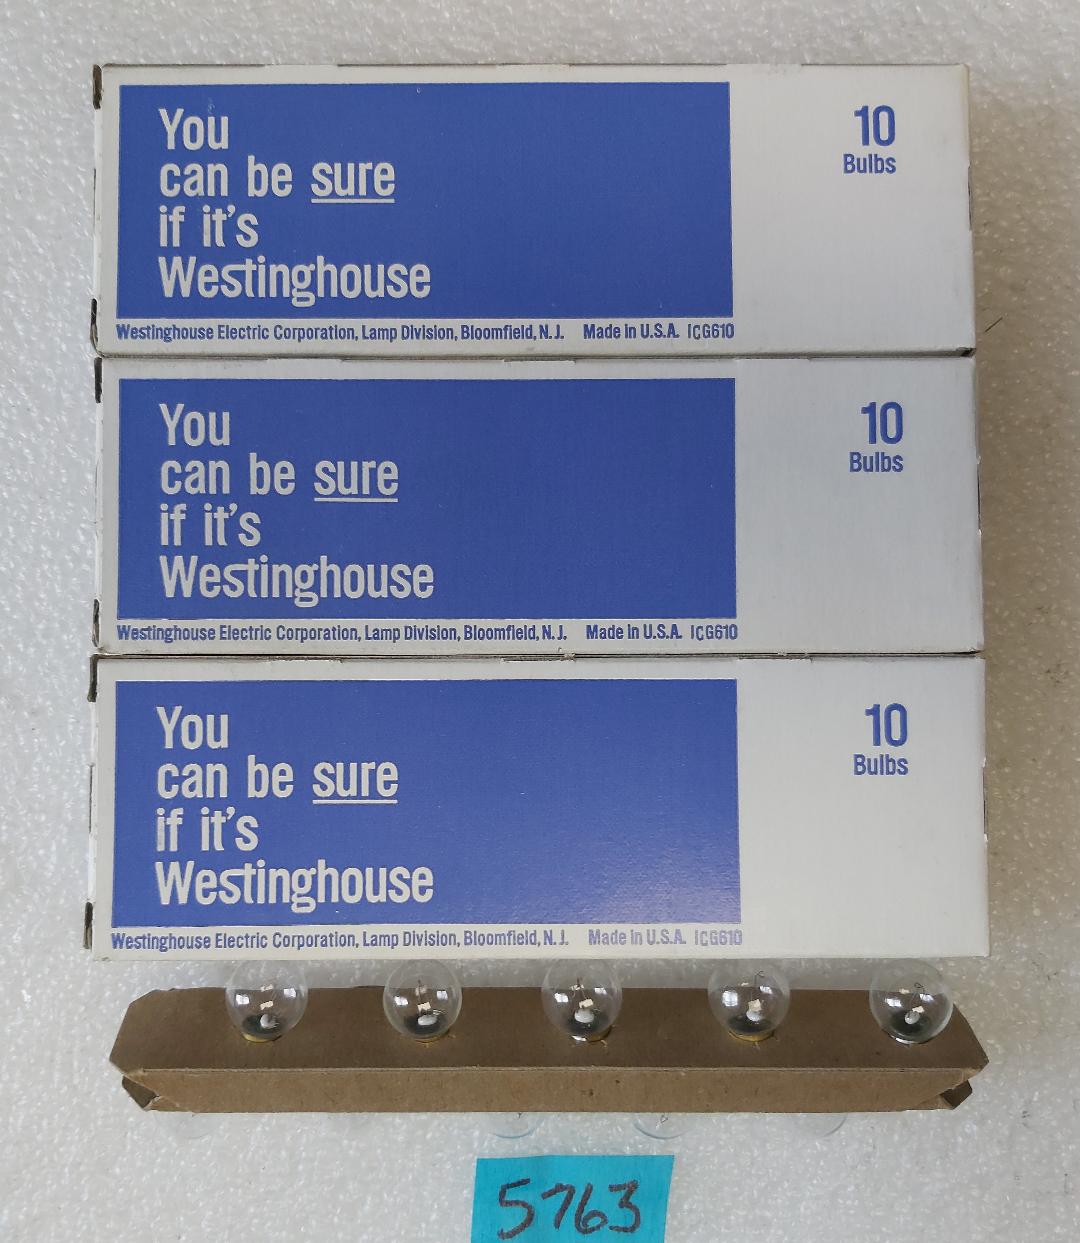 You
can be sure
if it's
Westinghouse
10
Bulbs
Westinghouse Electric Corporation, Lamp Division, Bloomfield, N.J. Made in U.S.A. ICG610
You
can be sure
if it's
Westinghouse
10
Bulbs
Westinghouse Electric Corporation, Lamp Division, Bloomfield, N.J. Made in U.S.A. ICG610
You
can be sure
if it's
Westinghouse
10
Bulbs
Westinghouse Electric Corporation, Lamp Division, Bloomfield, N.J. Made in U.S.A. ICG610
5763